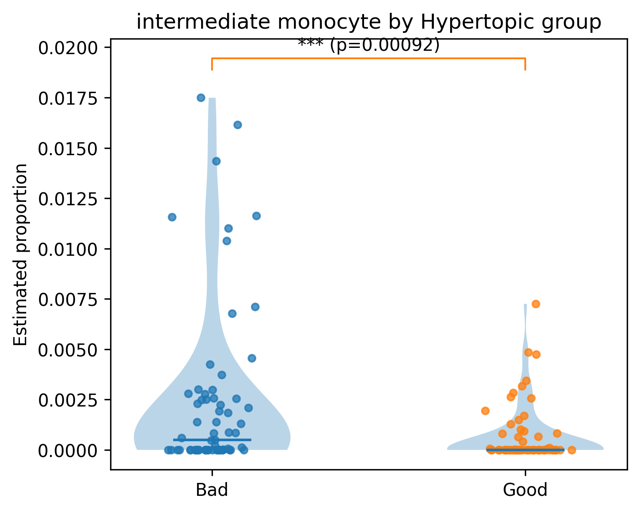 intermediate monocyte by Hypertopic group
*** (p=0.00092)
0.0200
0.0175
0.0150
0.0125
0.0100
0.0075
0.0050
0.0025
0.0000
Estimated proportion
Bad
Good